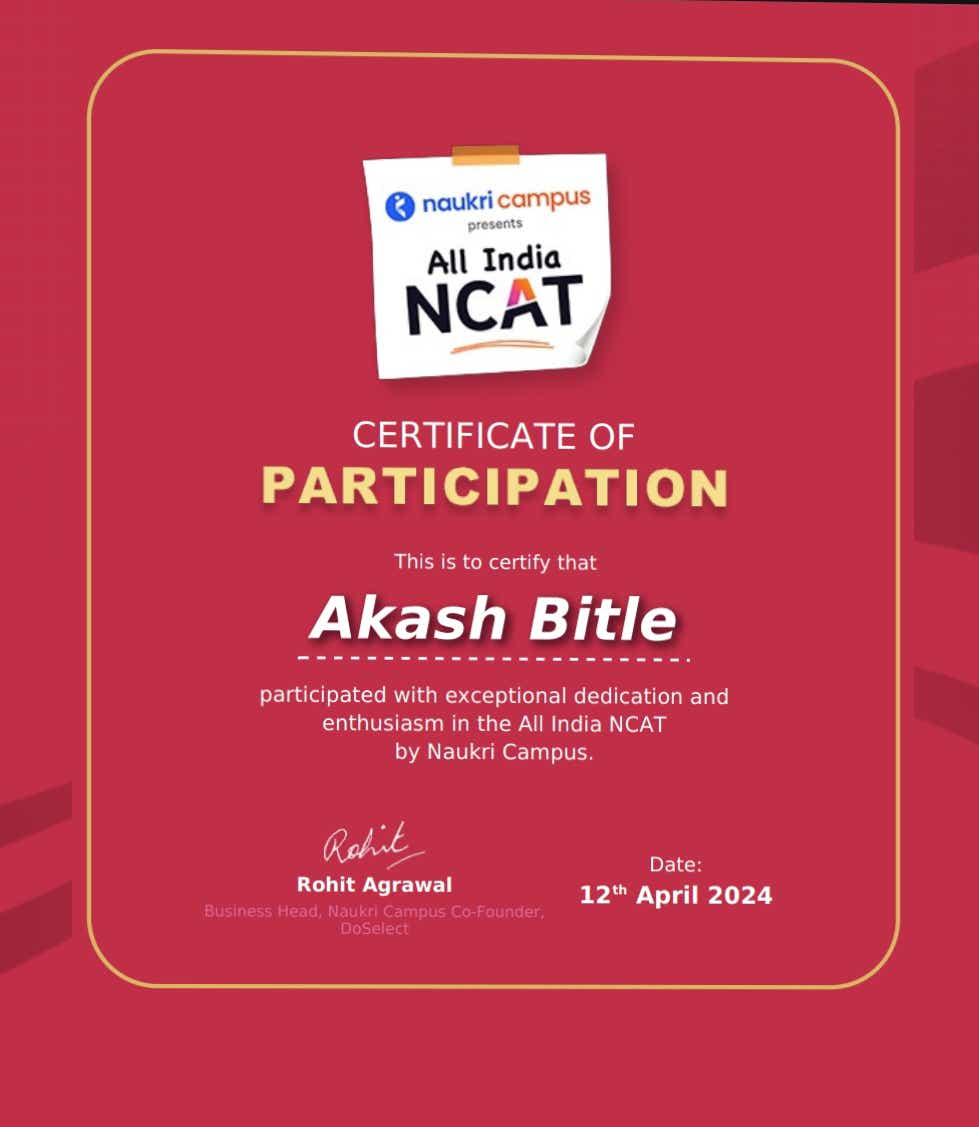 naukri campus
presents
All India
NCAT
CERTIFICATE OF
PARTICIPATION
This is to certify that
Akash Bitle
participated with exceptional dedication and
enthusiasm in the All India NCAT
by Naukri Campus.
Rohit
Rohit Agrawal
Business Head, Naukri Campus Co-Founder,
DoSelect
Date:
12th April 2024